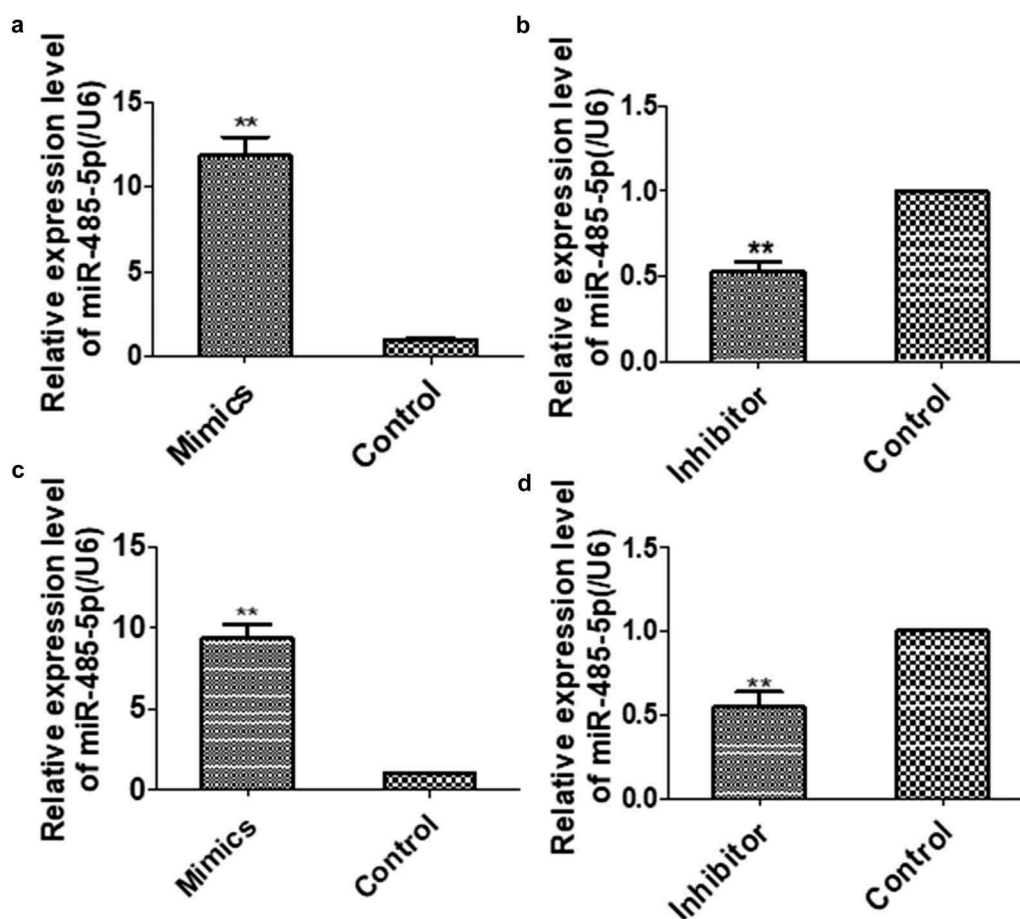 a
Relative expression level
of miR-485-5p(/U6)
15
10
5
0
**
Mimics
Control
b
Relative expression level
of miR-485-5p(/U6)
1.5
1.0
0.5
0.0
**
Inhibitor
Control
c
Relative expression level
of miR-485-5p(/U6)
15
10
5
0
**
Mimics
Control
d
Relative expression level
of miR-485-5p(/U6)
1.5
1.0
0.5
0.0
**
Inhibitor
Control